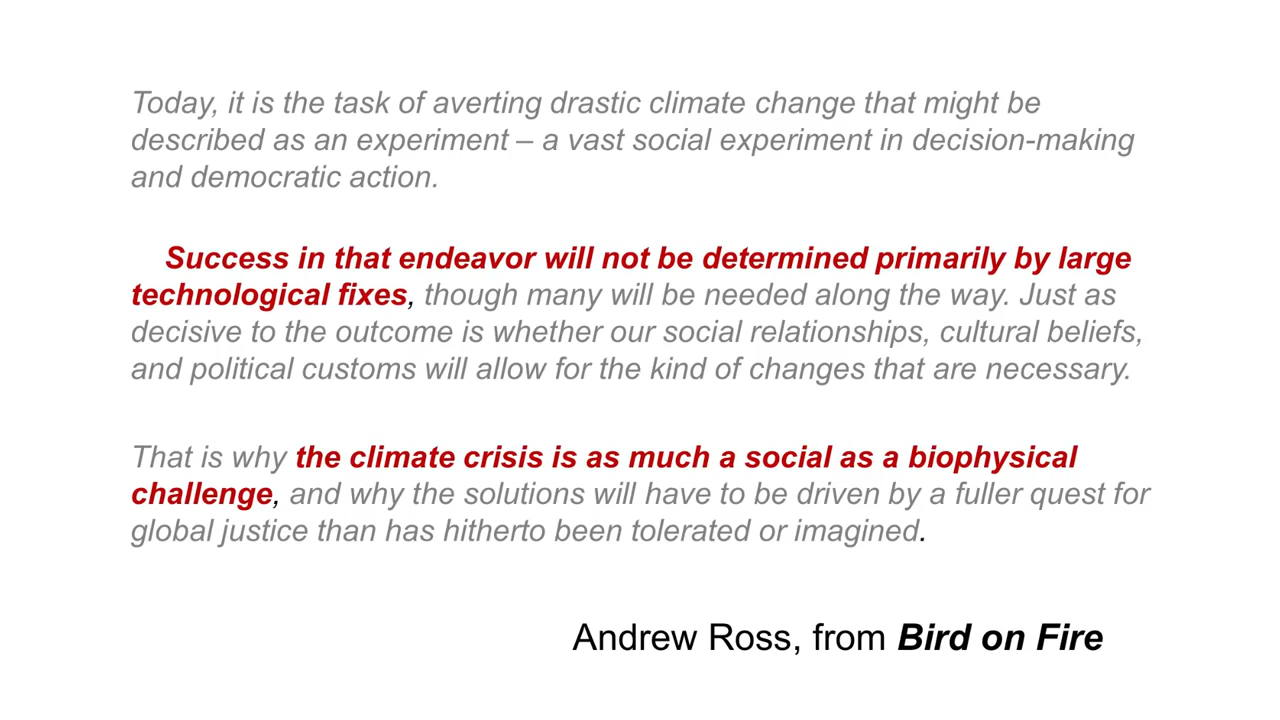 Today, it is the task of averting drastic climate change that might be
described as an experiment – a vast social experiment in decision-making
and democratic action.
Success in that endeavor will not be determined primarily by large
technological fixes, though many will be needed along the way. Just as
decisive to the outcome is whether our social relationships, cultural beliefs,
and political customs will allow for the kind of changes that are necessary.
That is why the climate crisis is as much a social as a biophysical
challenge, and why the solutions will have to be driven by a fuller quest for
global justice than has hitherto been tolerated or imagined.
Andrew Ross, from Bird on Fire